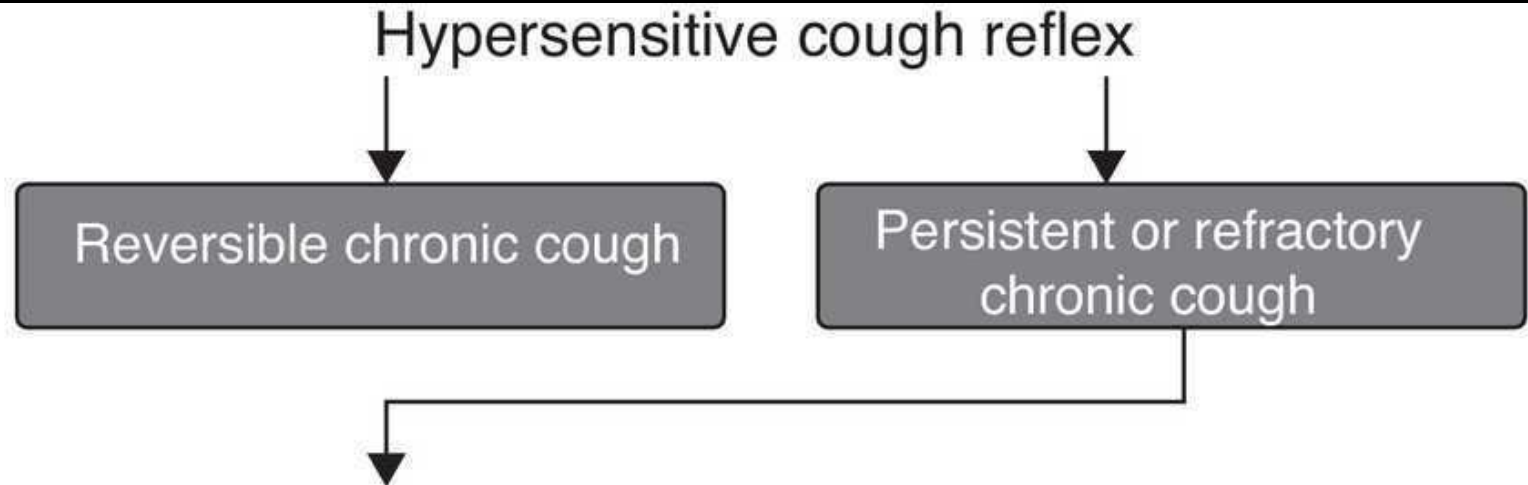 Hypersensitive cough reflex
Reversible chronic cough
Persistent or refractory
chronic cough